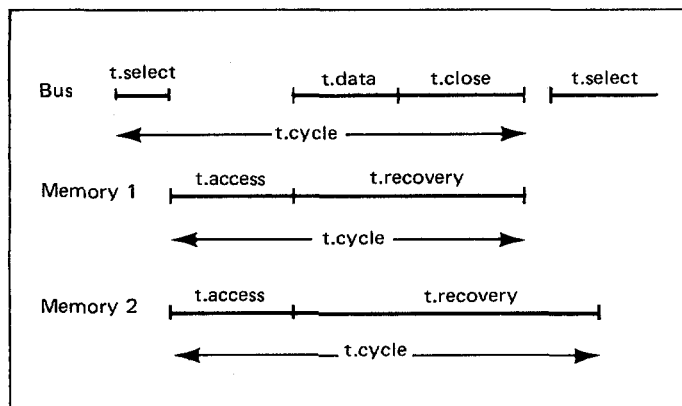 t.select t.data t.close t.select
Bus
t.cycle
t.access t.recovery
Memory 1
t.cycle
t.access t.recovery
Memory 2
t.cycle